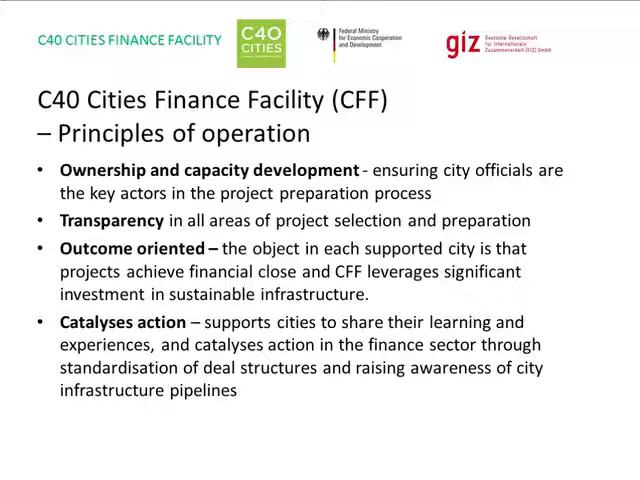 C40 CITIES FINANCE FACILITY
C40
CITIES
Federal Ministry
for Economic Cooperation
and Development
giz
Deutsche Gesellschaft
für Internationale
Zusammenarbeit (GIZ) GmbH
C40 Cities Finance Facility (CFF)
– Principles of operation
• Ownership and capacity development - ensuring city officials are
the key actors in the project preparation process
• Transparency in all areas of project selection and preparation
• Outcome oriented – the object in each supported city is that
projects achieve financial close and CFF leverages significant
investment in sustainable infrastructure.
• Catalyses action – supports cities to share their learning and
experiences, and catalyses action in the finance sector through
standardisation of deal structures and raising awareness of city
infrastructure pipelines